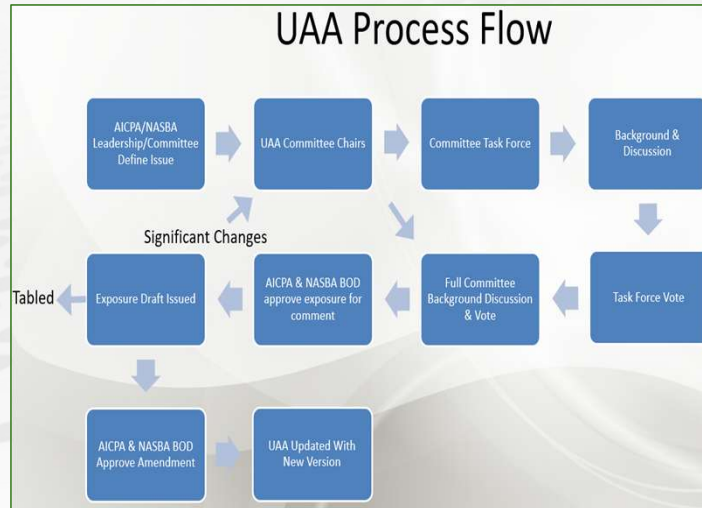 UAA Process Flow
AICPA/NASBA
Leadership/Committee
Define Issue
UAA Committee Chairs
Committee Task Force
Background &
Discussion
Significant Changes
Tabled
Exposure Draft Issued
AICPA & NASBA BOD
approve exposure for
comment
Full Committee
Background Discussion
& Vote
Task Force Vote
AICPA & NASBA BOD
Approve Amendment
UAA Updated With
New Version